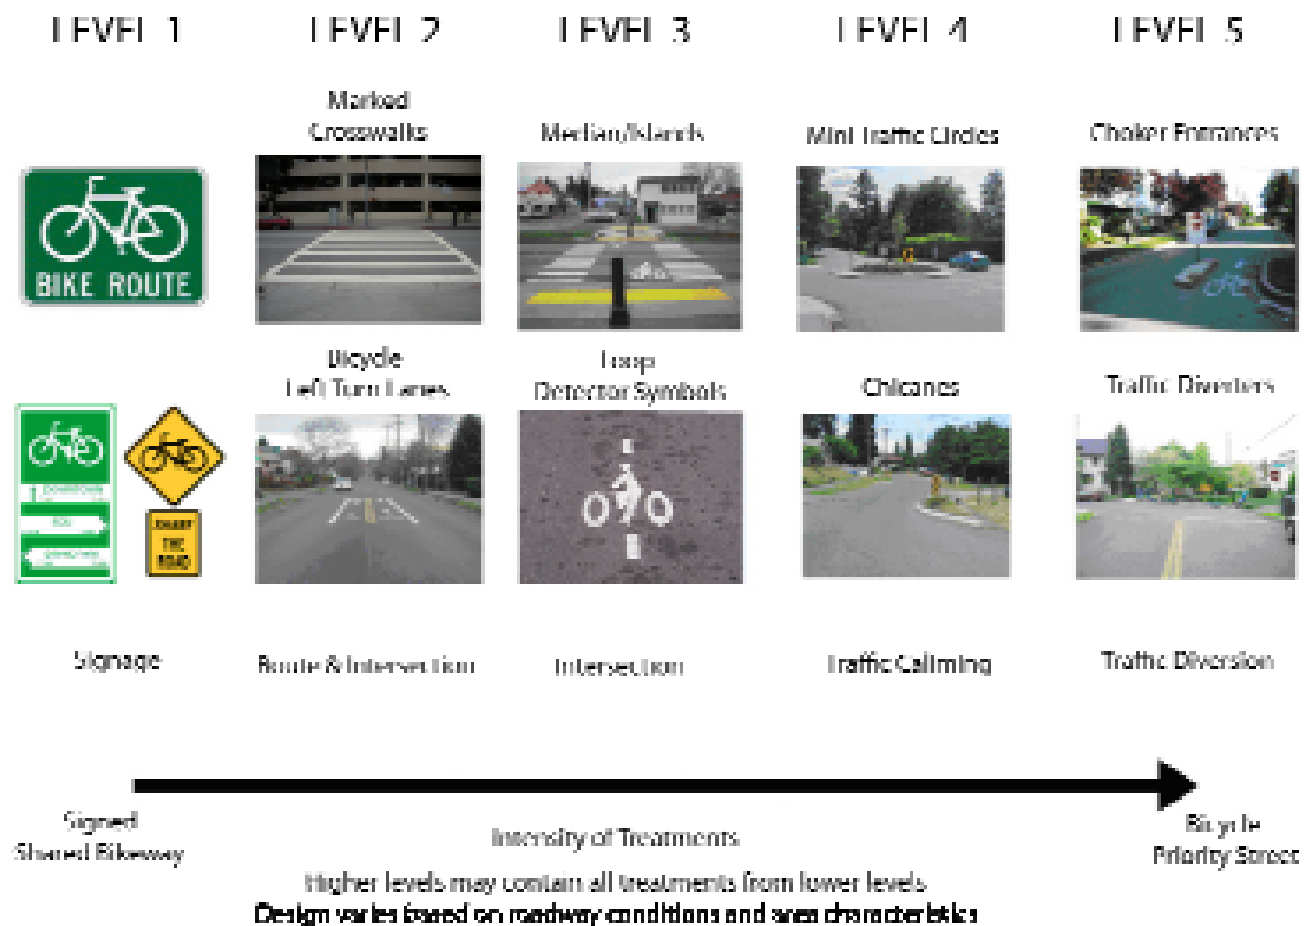 LEVEL 1
LEVEL 2
LEVEL 3
LEVEL 4
LEVEL 5
Marked
Crosswalks
Median/Islands
Mini Traffic Circles
Choker Entrances
BIKE ROUTE
Bicycle
Left Turn Lanes
Loop
Detector Symbols
Chicanes
Traffic Diverters
DOWNTOWN
THE
ROAD
Signage
Route & Intersection
Intersection
Traffic Calming
Traffic Diversion
Signed
Shared Bikeway
Bicycle
Priority Street
Intensity of Treatments
Higher levels may contain all treatments from lower levels
Design varies based on roadway conditions and area characteristics